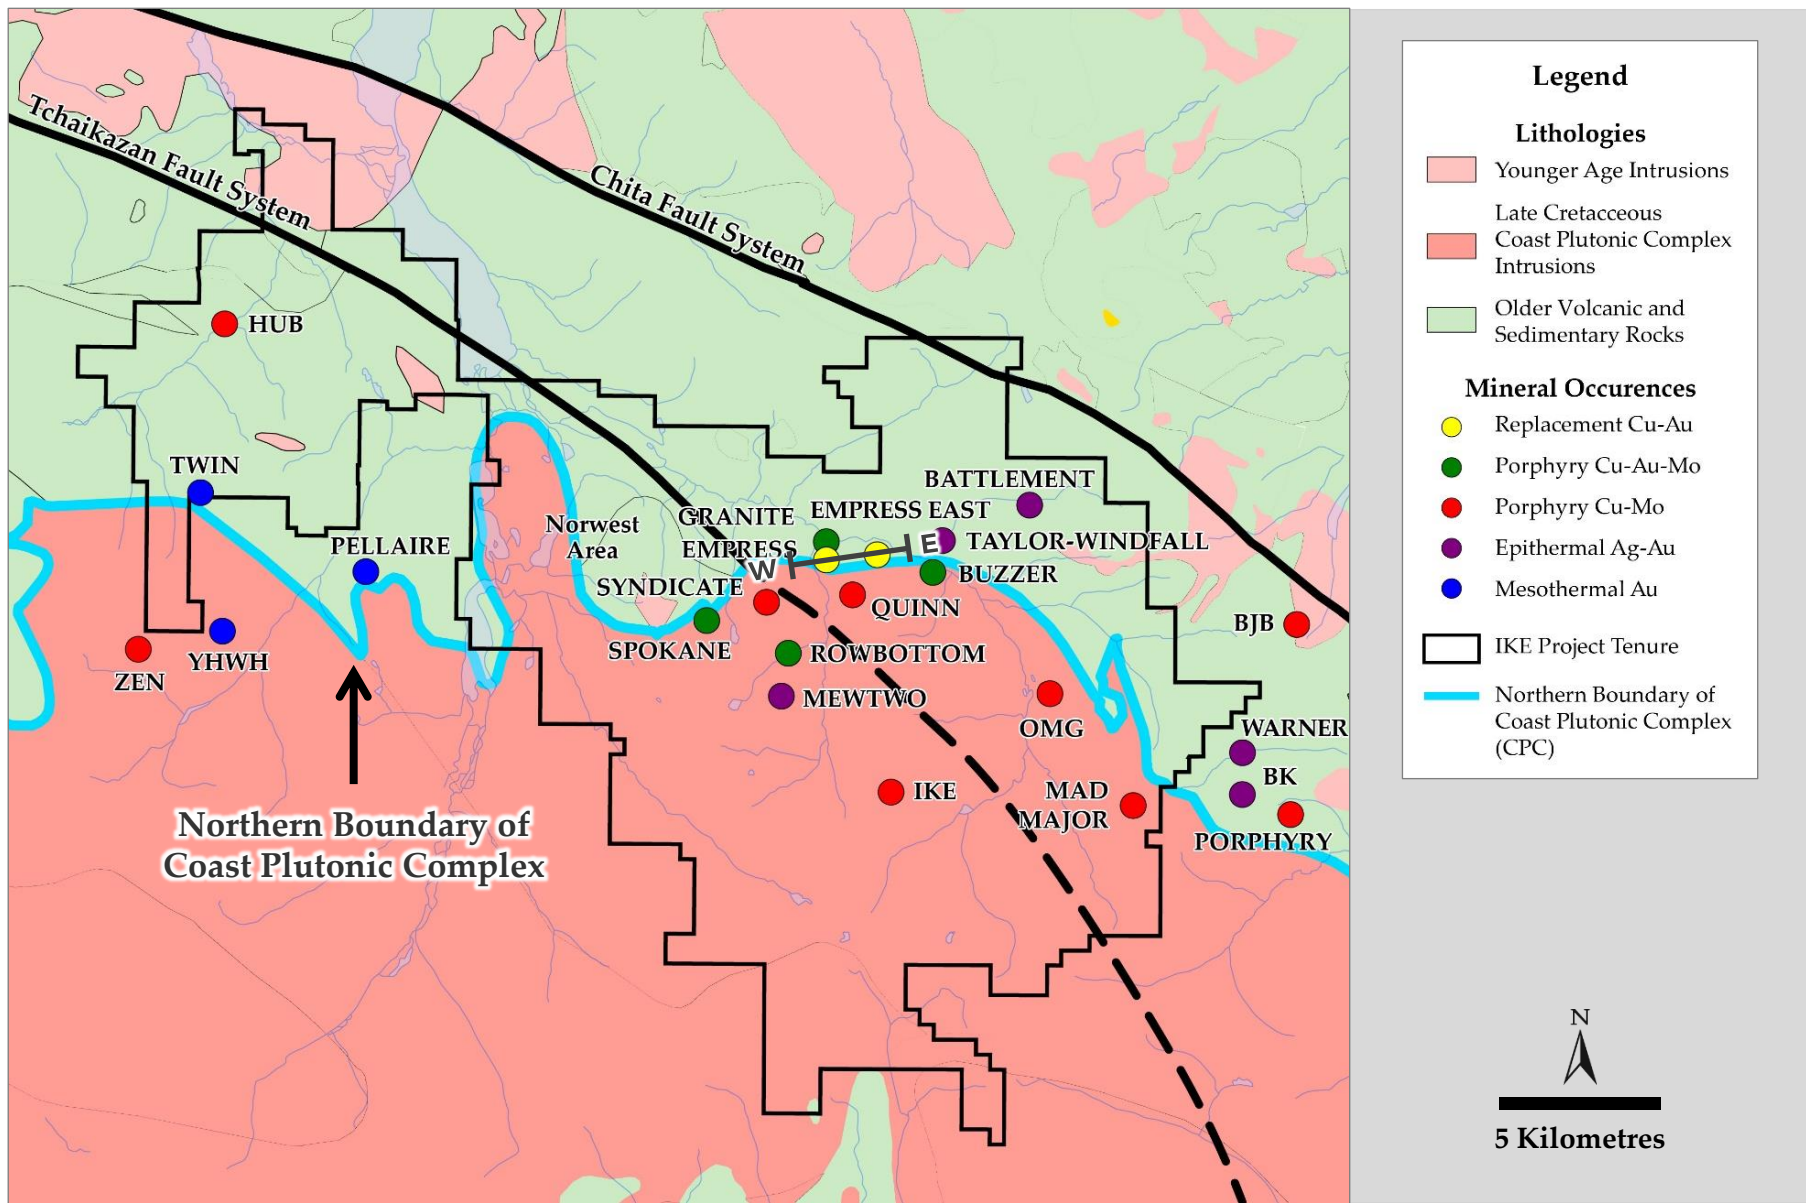 Tchaikazan Fault System
Chita Fault System
HUB
TWIN
PELLAIRE
YHWH
ZEN
Norwest
Area
GRANITE
EMPRESS
EMPRESS EAST
BATTLEMENT
TAYLOR-WINDFALL
W
E
SYNDICATE
SPOKANE
BUZZER
QUINN
ROWBOTTOM
MEWTWO
OMG
IKE
MAD
MAJOR
BJB
WARNER
BK
PORPHYRY
Northern Boundary of
Coast Plutonic Complex
Legend
Lithologies
Younger Age Intrusions
Late Cretacceous
Coast Plutonic Complex
Intrusions
Older Volcanic and
Sedimentary Rocks
Mineral Occurences
Replacement Cu-Au
Porphyry Cu-Au-Mo
Porphyry Cu-Mo
Epithermal Ag-Au
Mesothermal Au
IKE Project Tenure
Northern Boundary of
Coast Plutonic Complex
(CPC)
N
5 Kilometres